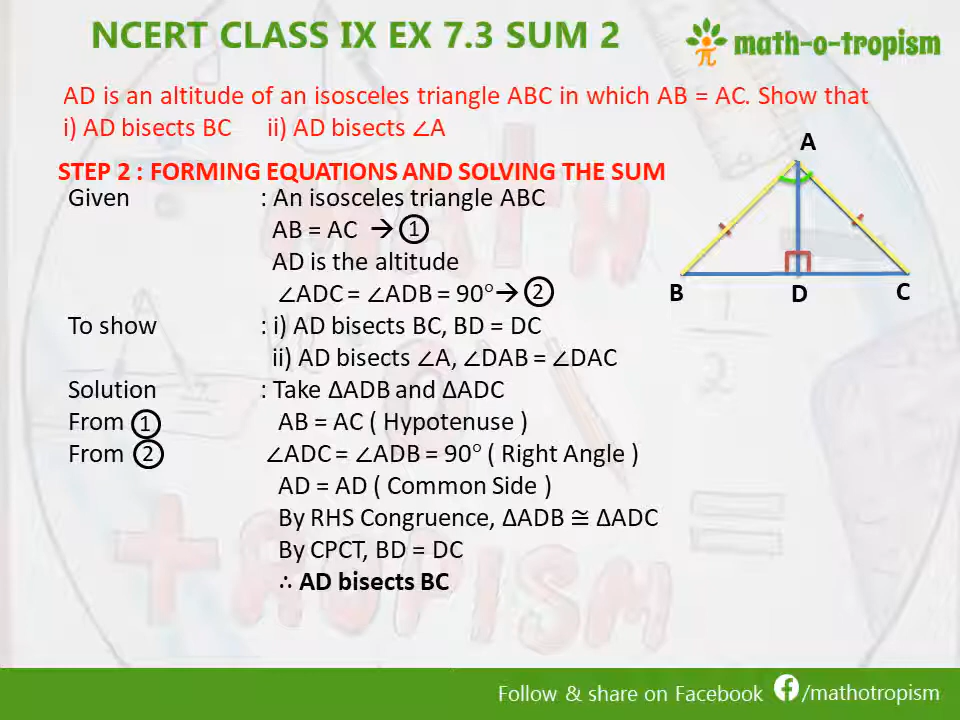 NCERT CLASS IX EX 7.3 SUM 2
math-o-tropism
AD is an altitude of an isosceles triangle ABC in which AB = AC. Show that
i) AD bisects BC ii) AD bisects ∠A
STEP 2 : FORMING EQUATIONS AND SOLVING THE SUM
Given : An isosceles triangle ABC
AB = AC → ①
AD is the altitude
∠ADC = ∠ADB = 90° → ②
To show : i) AD bisects BC, BD = DC
ii) AD bisects ∠A, ∠DAB = ∠DAC
Solution : Take ΔADB and ΔADC
From ① AB = AC ( Hypotenuse )
From ② ∠ADC = ∠ADB = 90° ( Right Angle )
AD = AD ( Common Side )
By RHS Congruence, ΔADB ≅ ΔADC
By CPCT, BD = DC
∴ AD bisects BC
A
B D C
MATH
TROPISM
1/2
Follow & share on Facebook /mathotropism